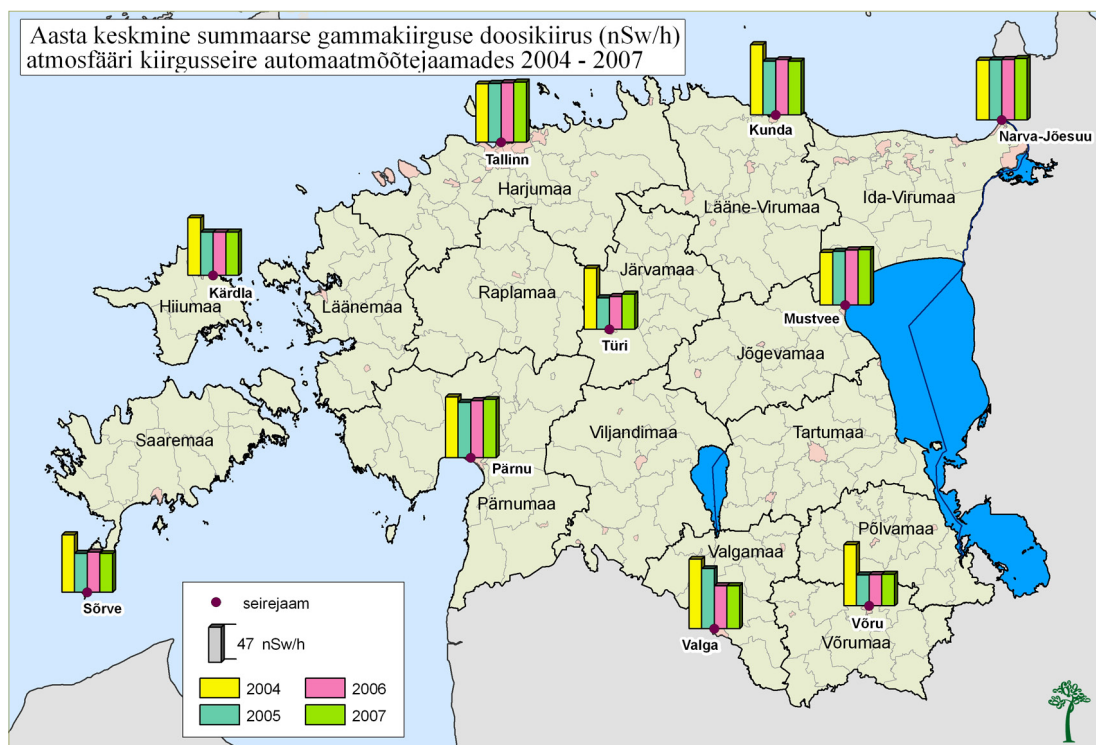 Aasta keskmine summaarse gammakiirguse doosikiirus (nSw/h)
atmosfääri kiirgusseire automaatmõõtejaamades 2004 - 2007
Kunda
Narva-Jõesuu
Tallinn
Harjumaa
Lääne-Virumaa
Ida-Virumaa
Kärdla
Hiiumaa
Läänemaa
Raplamaa
Järvamaa
Türi
Mustvee
Jõgevamaa
Saaremaa
Pärnu
Pärnumaa
Viljandimaa
Tartumaa
Põlvamaa
Valgamaa
Sõrve
Valga
Võru
Võrumaa
seirejaam
47 nSw/h
2004
2006
2005
2007